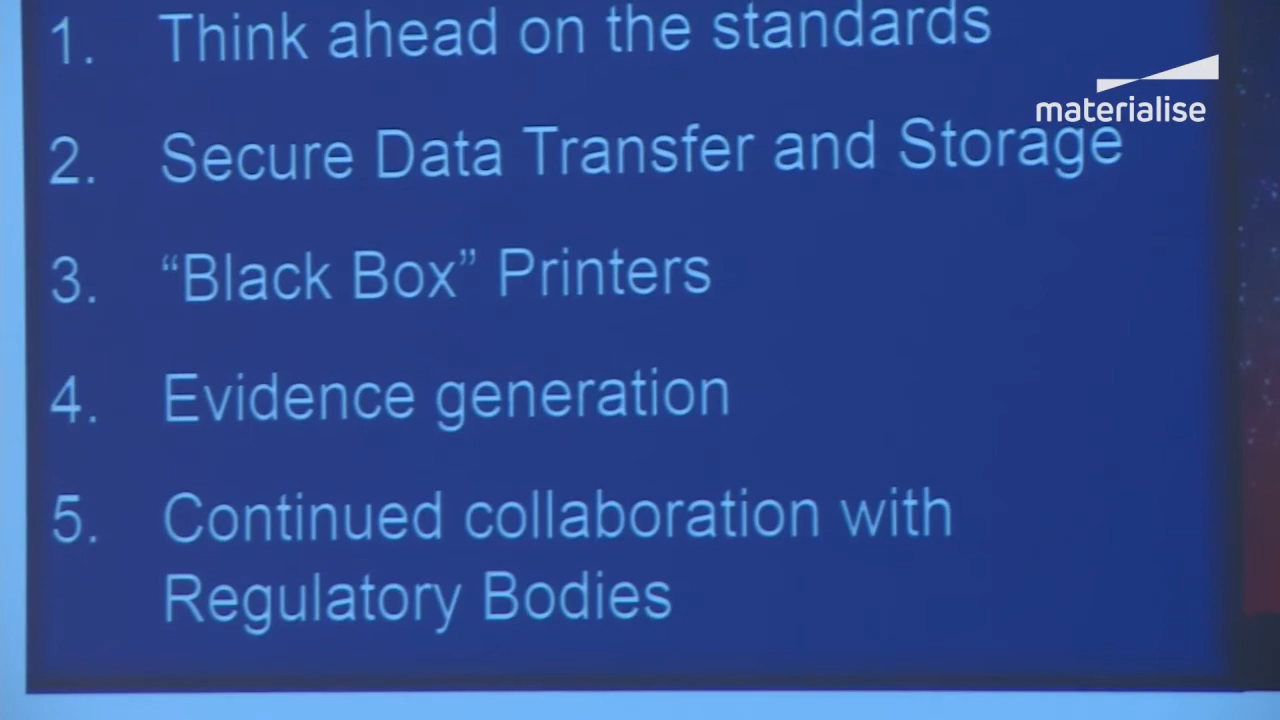 1. Think ahead on the standards
materialise
2. Secure Data Transfer and Storage
3. “Black Box” Printers
4. Evidence generation
5. Continued collaboration with
Regulatory Bodies